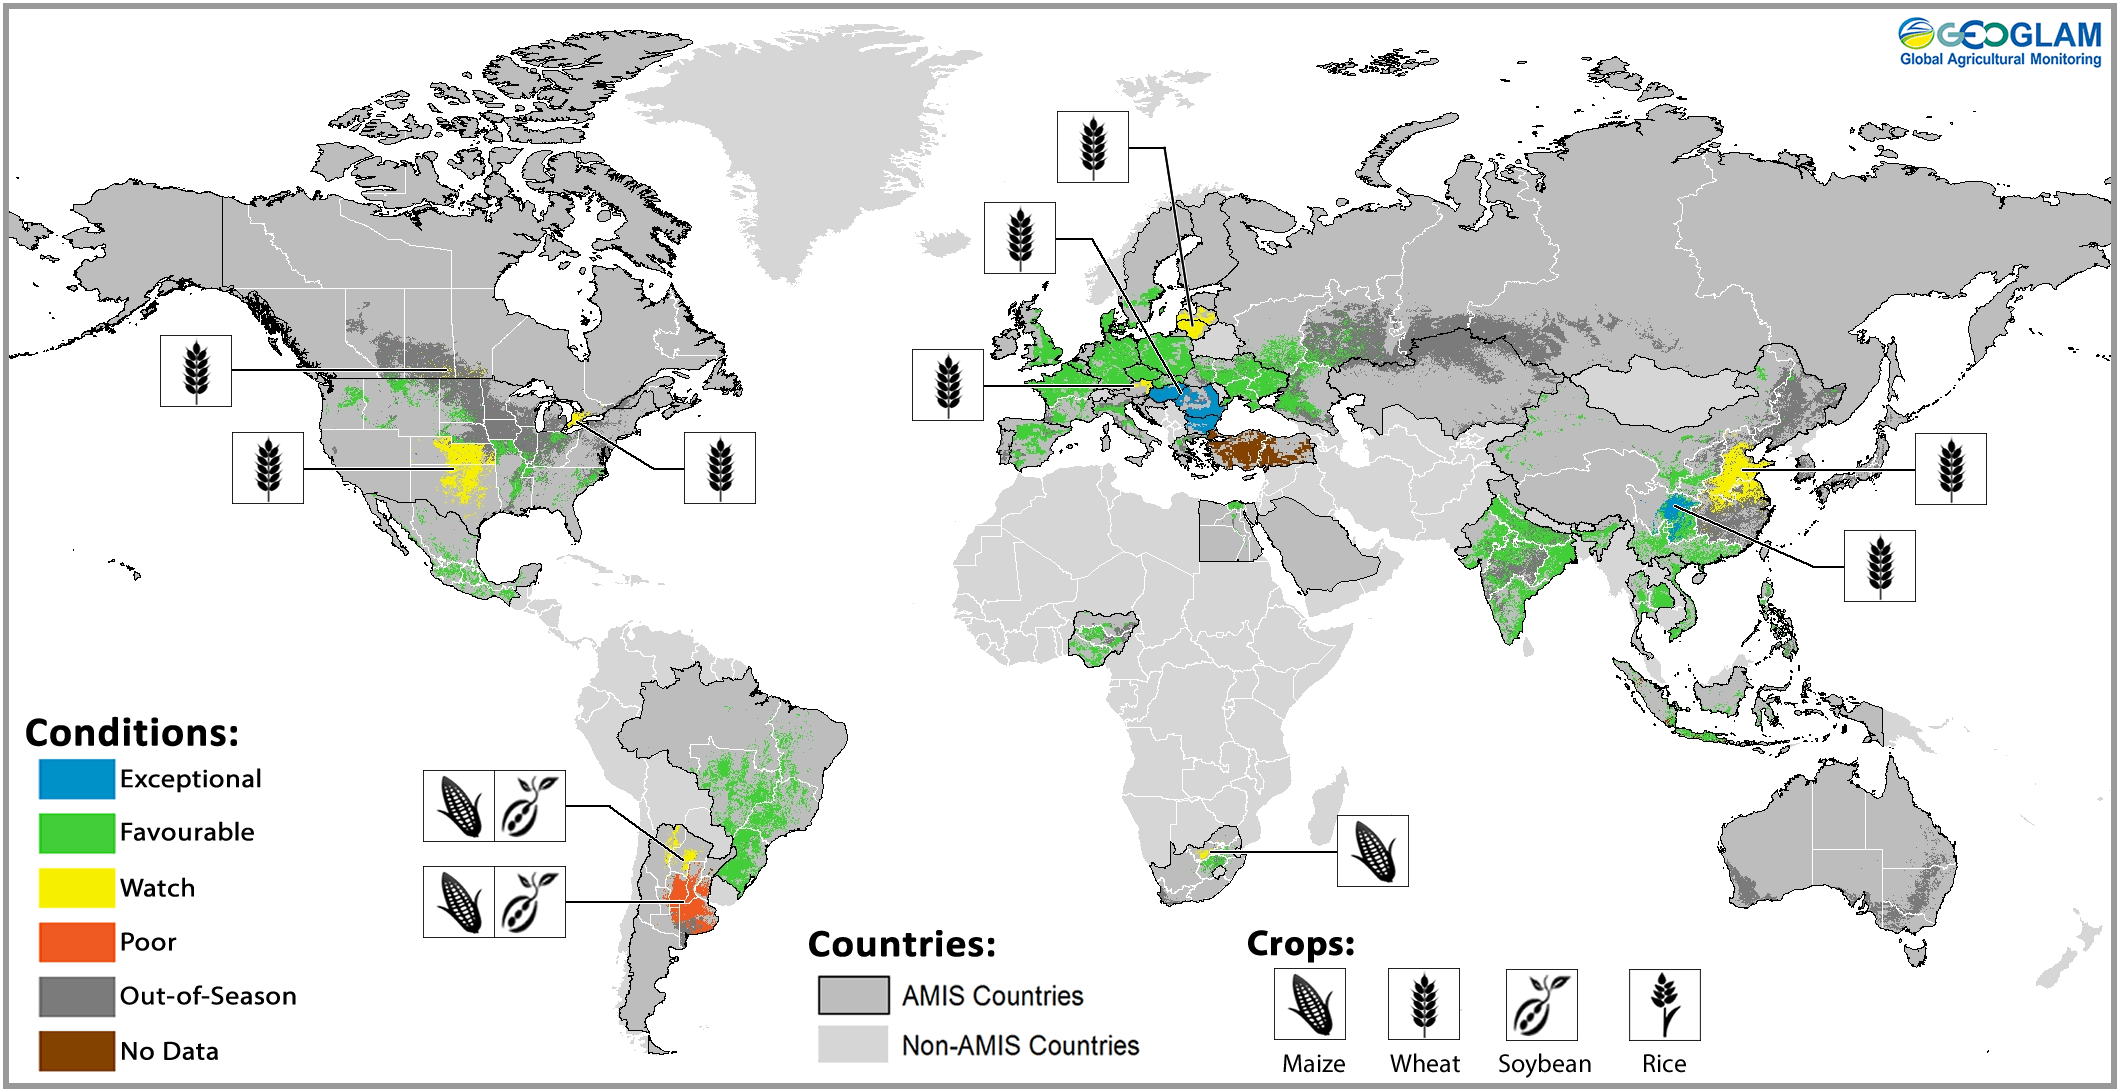 GEOGLAM
Global Agricultural Monitoring
Conditions:
Exceptional
Favourable
Watch
Poor
Out-of-Season
No Data
Countries:
AMIS Countries
Non-AMIS Countries
Crops:
Maize
Wheat
Soybean
Rice